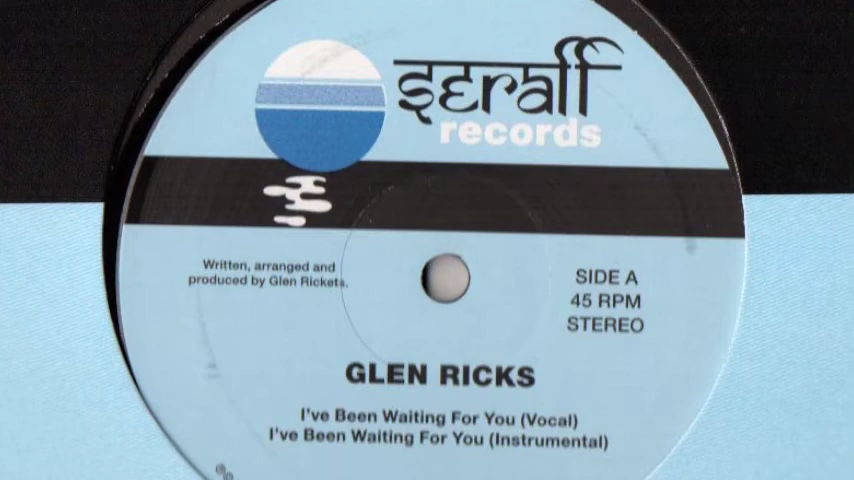 seraff
records
Written, arranged and
produced by Glen Rickets.
SIDE A
45 RPM
STEREO
GLEN RICKS
I've Been Waiting For You (Vocal)
I've Been Waiting For You (Instrumental)